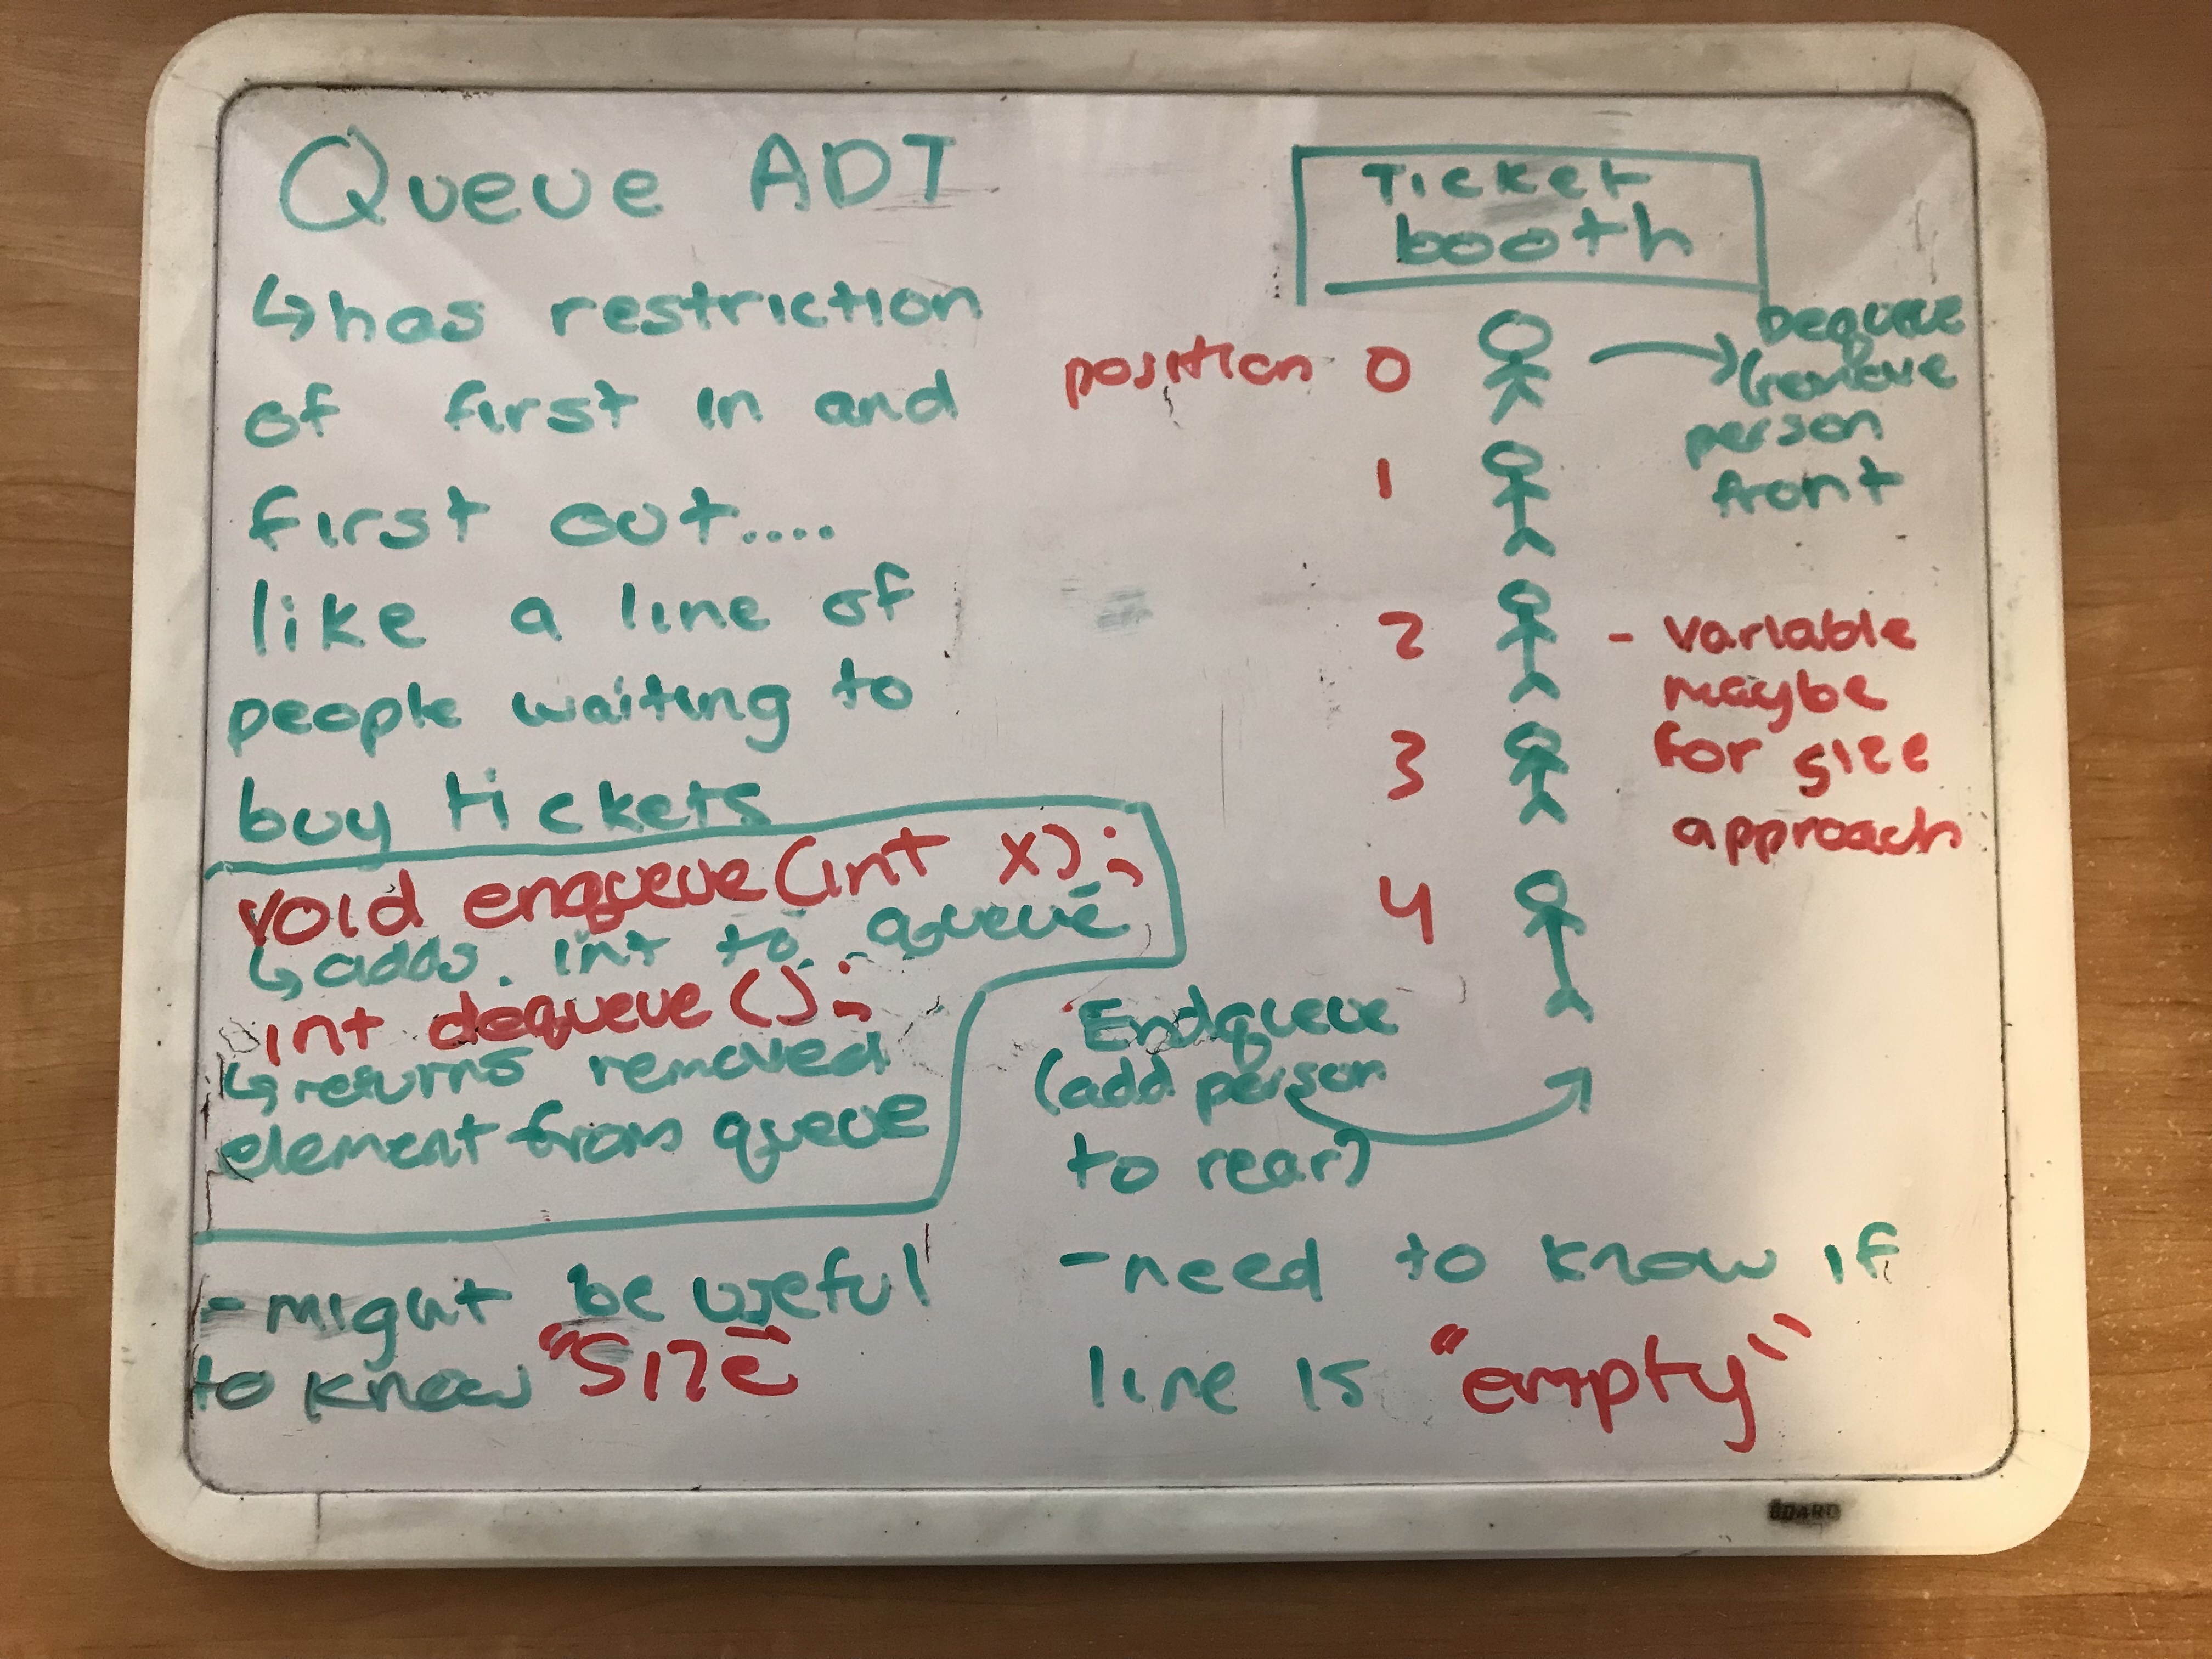 Queue ADT
↳has restriction
of first in and
first out....
like a line of
people waiting to
buy tickets
void enqueue(int x);
↳adds int to queue
int dequeue();
↳returns removed
element from queue
-might be useful
to know "SIZE"
Ticket
booth
position 0
1
2
3
4
Dequeue
(remove
person
front
- variable
maybe
for size
approach
Endqueue
(add person
to rear)
-need to know if
line is "empty"
BOARD